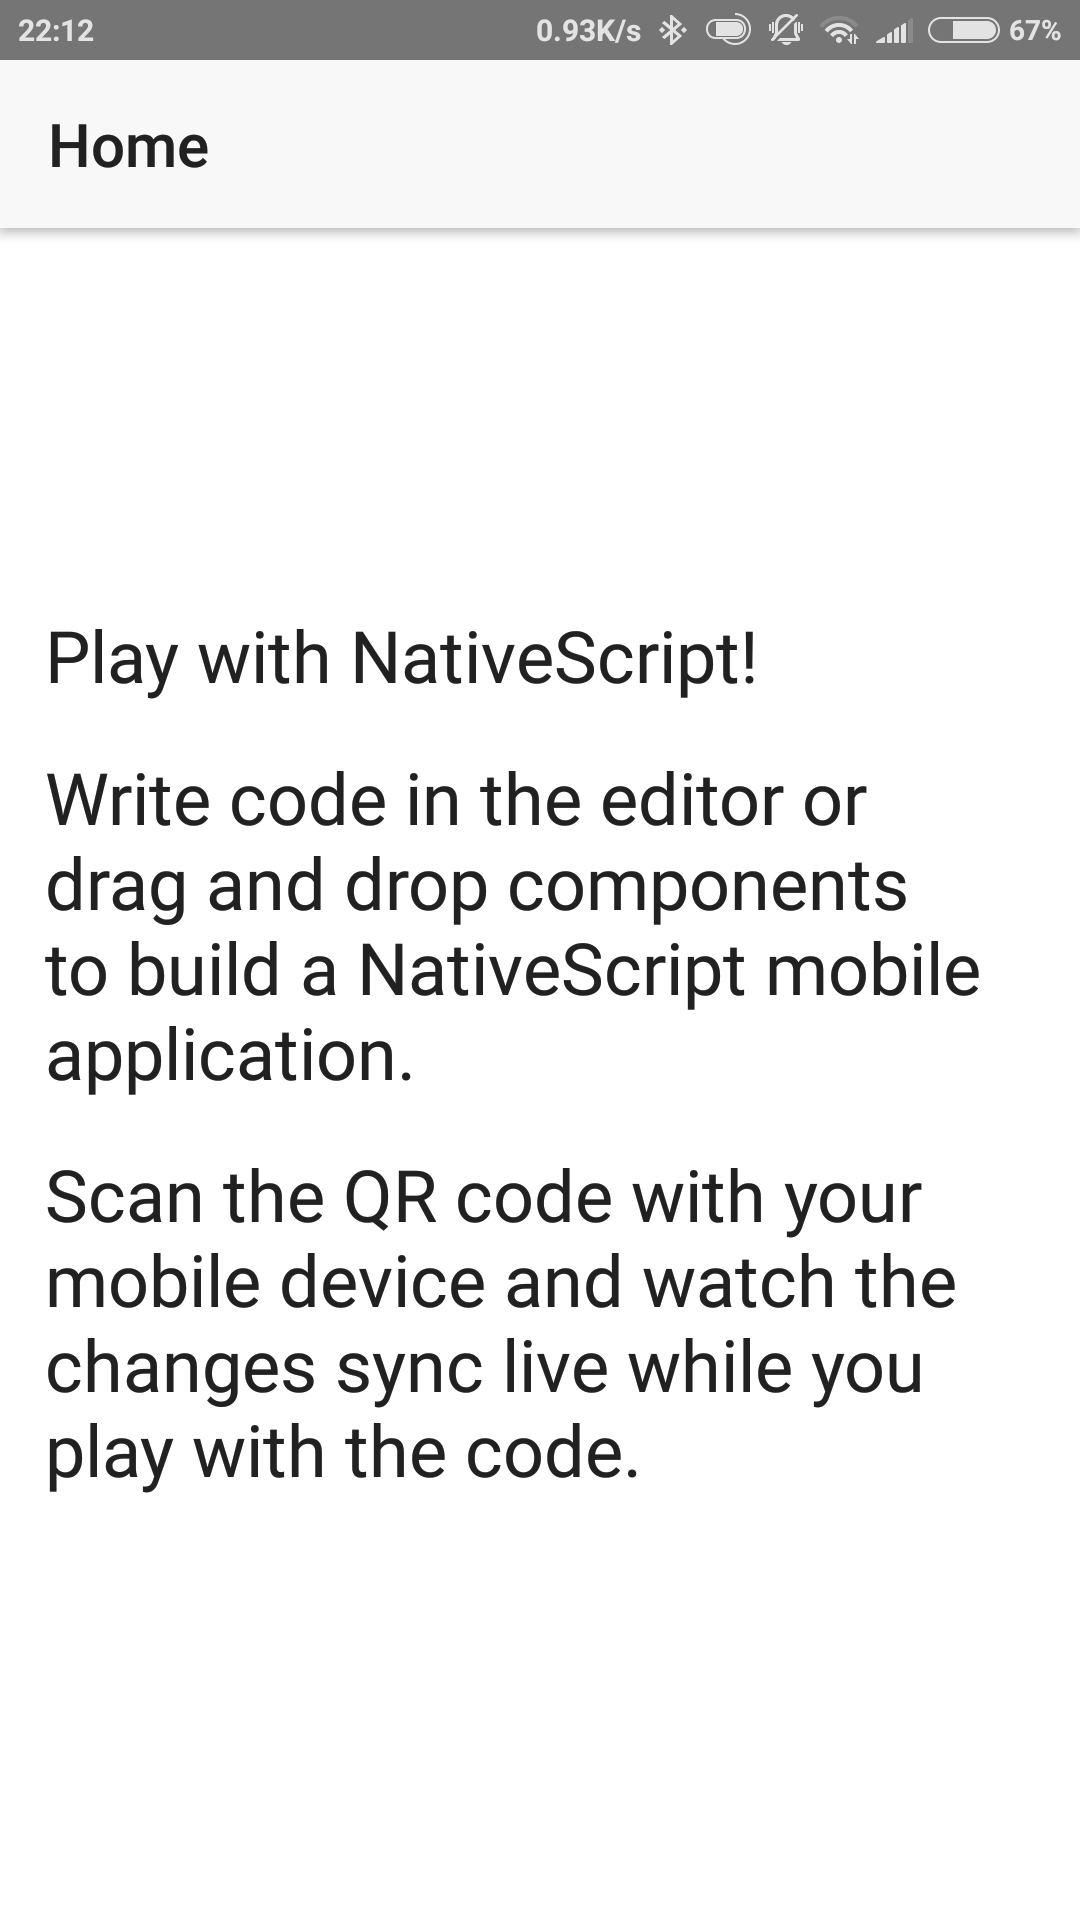 22:12 0.93K/s 67%
Home
Play with NativeScript!
Write code in the editor or
drag and drop components
to build a NativeScript mobile
application.
Scan the QR code with your
mobile device and watch the
changes sync live while you
play with the code.